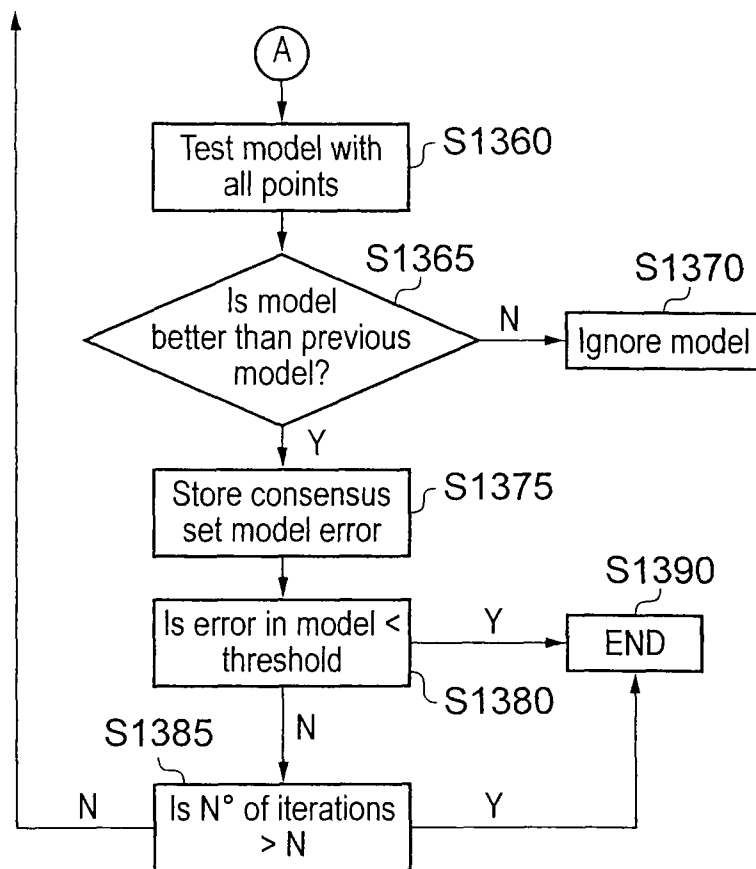 A
Test model with
all points
S1360
S1365
Is model
better than previous
model?
N
S1370
Ignore model
Y
Store consensus
set model error
S1375
Is error in model <
threshold
S1380
Y
S1390
END
N
S1385
Is N° of iterations
> N
N
Y